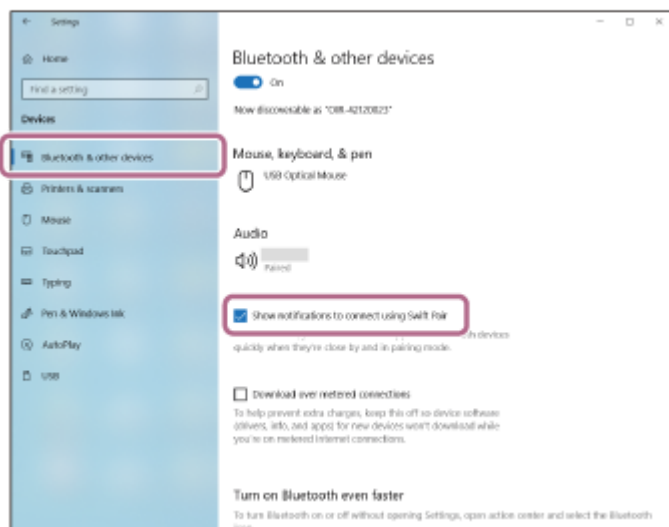 Settings
Home
Find a setting
Devices
Bluetooth & other devices
Printers & scanners
Mouse
Touchpad
Typing
Pen & Windows Ink
AutoPlay
USB
Bluetooth & other devices
On
Now discoverable as
Mouse, keyboard, & pen
USB Optical Mouse
Audio
Paired
Show notifications to connect using Swift Pair
devices
quickly when they're close by and in pairing mode.
Download over metered connections
To help prevent extra charges, keep this off so device software
(drivers, info, and apps) for new devices won't download while
you're on metered Internet connections.
Turn on Bluetooth even faster
To turn Bluetooth on or off without opening Settings, open action center and select the Bluetooth